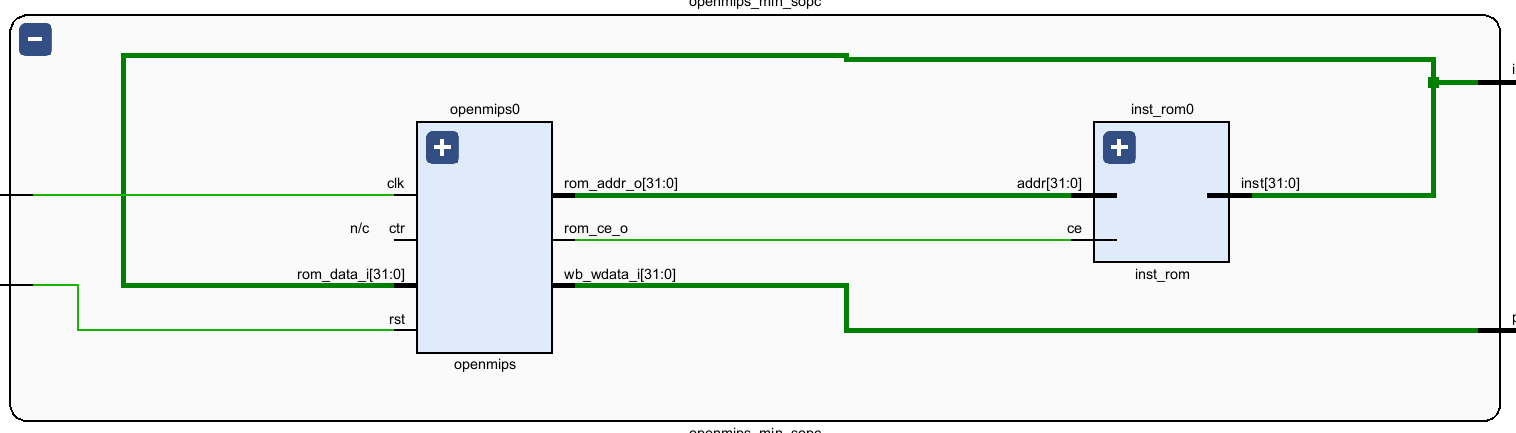 openmips_min_sopc
openmips0
inst_rom0
clk
rom_addr_o[31:0]
addr[31:0]
inst[31:0]
n/c
ctr
rom_ce_o
ce
rom_data_i[31:0]
wb_wdata_i[31:0]
inst_rom
rst
openmips
openmips_min_sopc